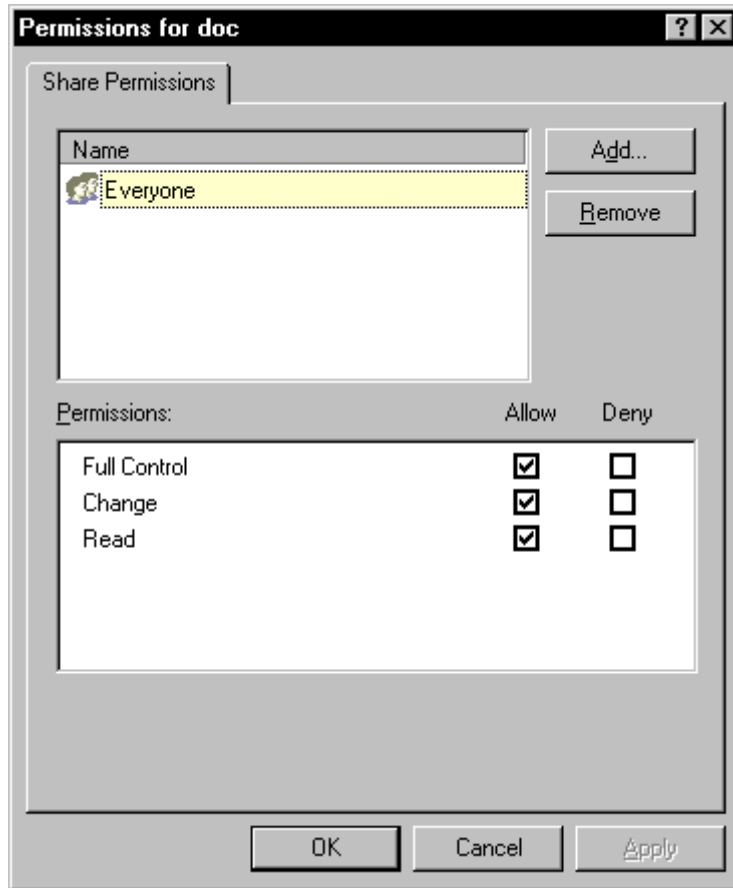 Permissions for doc
Share Permissions
Name
Add...
Everyone
Remove
Permissions: Allow Deny
Full Control
Change
Read
OK Cancel Apply